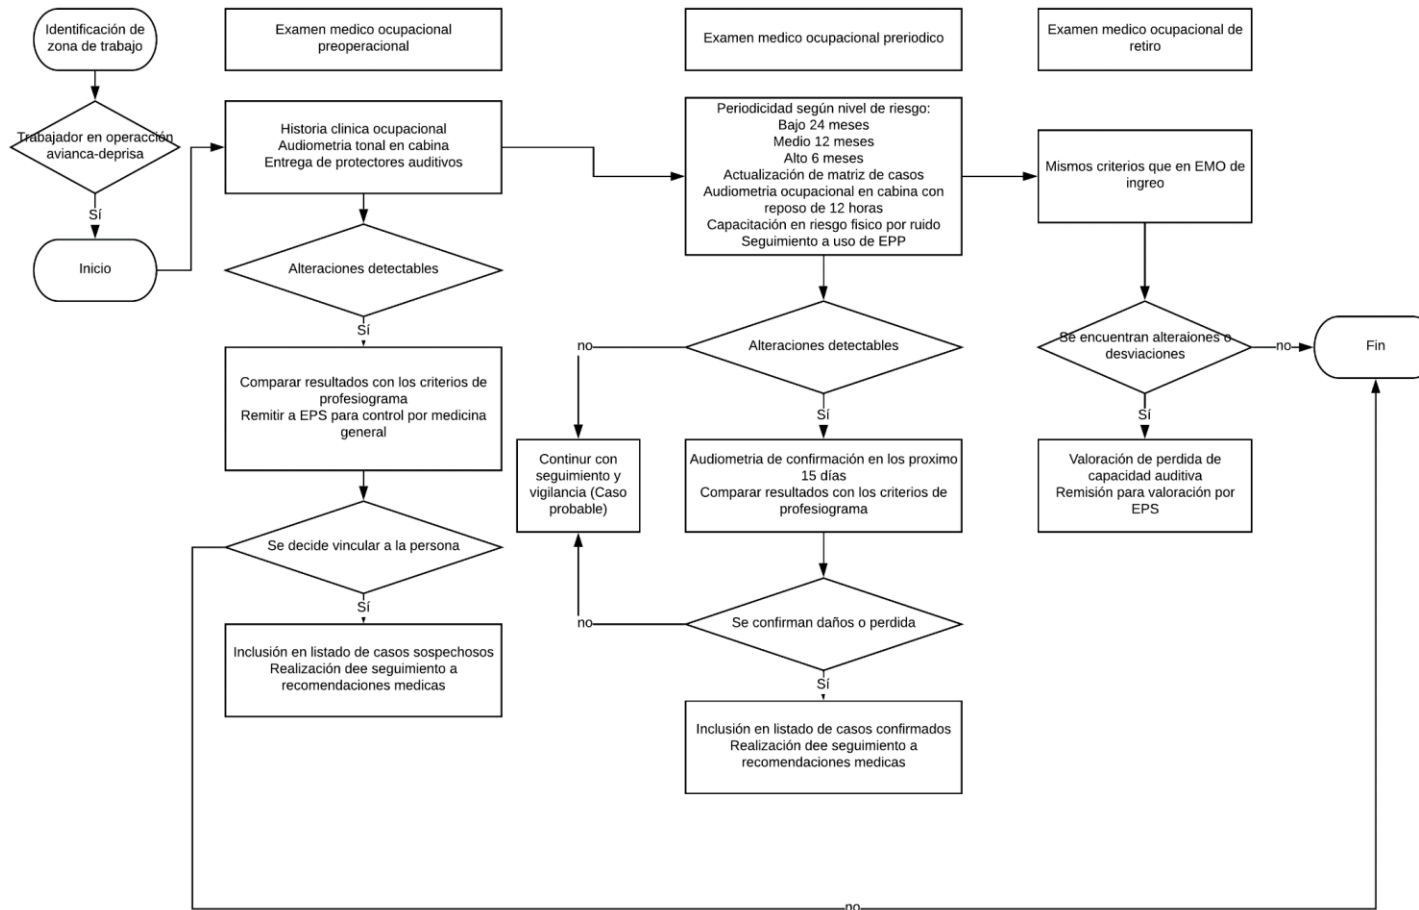 Identificación de
zona de trabajo
Trabajador en operacción
avianca-deprisa
Sí
Inicio
Examen medico ocupacional
preoperacional
Historia clinica ocupacional
Audiometria tonal en cabina
Entrega de protectores auditivos
Alteraciones detectables
Sí
Comparar resultados con los criterios de
profesiograma
Remitir a EPS para control por medicina
general
Se decide vincular a la persona
Sí
Inclusión en listado de casos sospechosos
Realización dee seguimiento a
recomendaciones medicas
no
Examen medico ocupacional preriodico
Periodicidad según nivel de riesgo:
Bajo 24 meses
Medio 12 meses
Alto 6 meses
Actualización de matriz de casos
Audiometria ocupacional en cabina con
reposo de 12 horas
Capacitación en riesgo fisico por ruido
Seguimiento a uso de EPP
Alteraciones detectables
no
Sí
Continur con
seguimiento y
vigilancia (Caso
probable)
Audiometria de confirmación en los proximo
15 días
Comparar resultados con los criterios de
profesiograma
Se confirman daños o perdida
no
Sí
Inclusión en listado de casos confirmados
Realización dee seguimiento a
recomendaciones medicas
Examen medico ocupacional de
retiro
Mismos criterios que en EMO de
ingreo
Se encuentran alteraiones o
desviaciones
no
Fin
Sí
Valoración de perdida de
capacidad auditiva
Remisión para valoración por
EPS